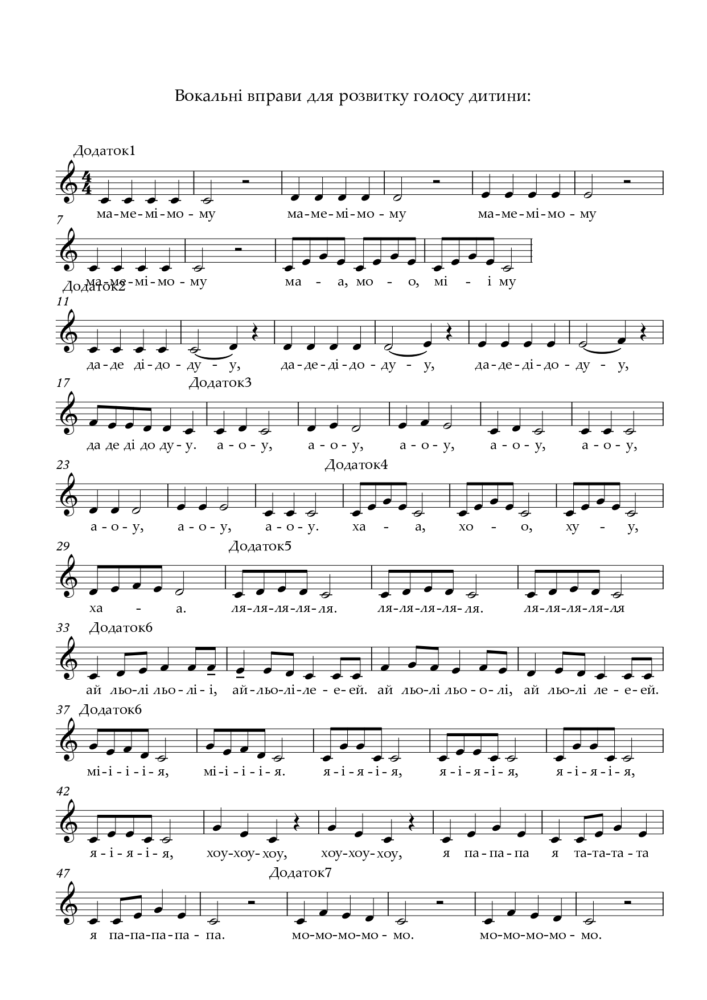 Вокальні вправи для розвитку голосу дитини:
Додаток1
4
4
ма-ме-мі-мо - му ма-ме-мі-мо - му ма-ме-мі-мо - му
7
ма-ме-мі-мо - му ма - а, мо - о, мі - і му
Додаток2
11
да-де ді-до - ду - у, да-де-ді-до - ду - у, да-де-ді-до - ду - у,
17 Додаток3
да де ді до ду-у. а - о - у, а - о - у, а - о - у, а - о - у, а - о - у,
23 Додаток4
а - о - у, а - о - у, а - о - у. ха - а, хо - о, ху - у,
29 Додаток5
ха - а. ля-ля-ля-ля-ля. ля-ля-ля-ля-ля. ля-ля-ля-ля-ля
33 Додаток6
ай льо-лі льо-лі-і, ай-льо-лі-ле - е-ей. ай льо-лі льо - о-лі, ай льо-лі ле - е-ей.
37 Додаток6
мі-і-і-і-я, мі-і-і-і-я. я-і-я-і-я, я-і-я-і-я, я-і-я-і-я,
42
я-і-я-і-я, хоу-хоу-хоу, хоу-хоу-хоу, я па-па-па я та-та-та-та
47 Додаток7
я па-па-па-па - па. мо-мо-мо-мо - мо. мо-мо-мо-мо - мо.